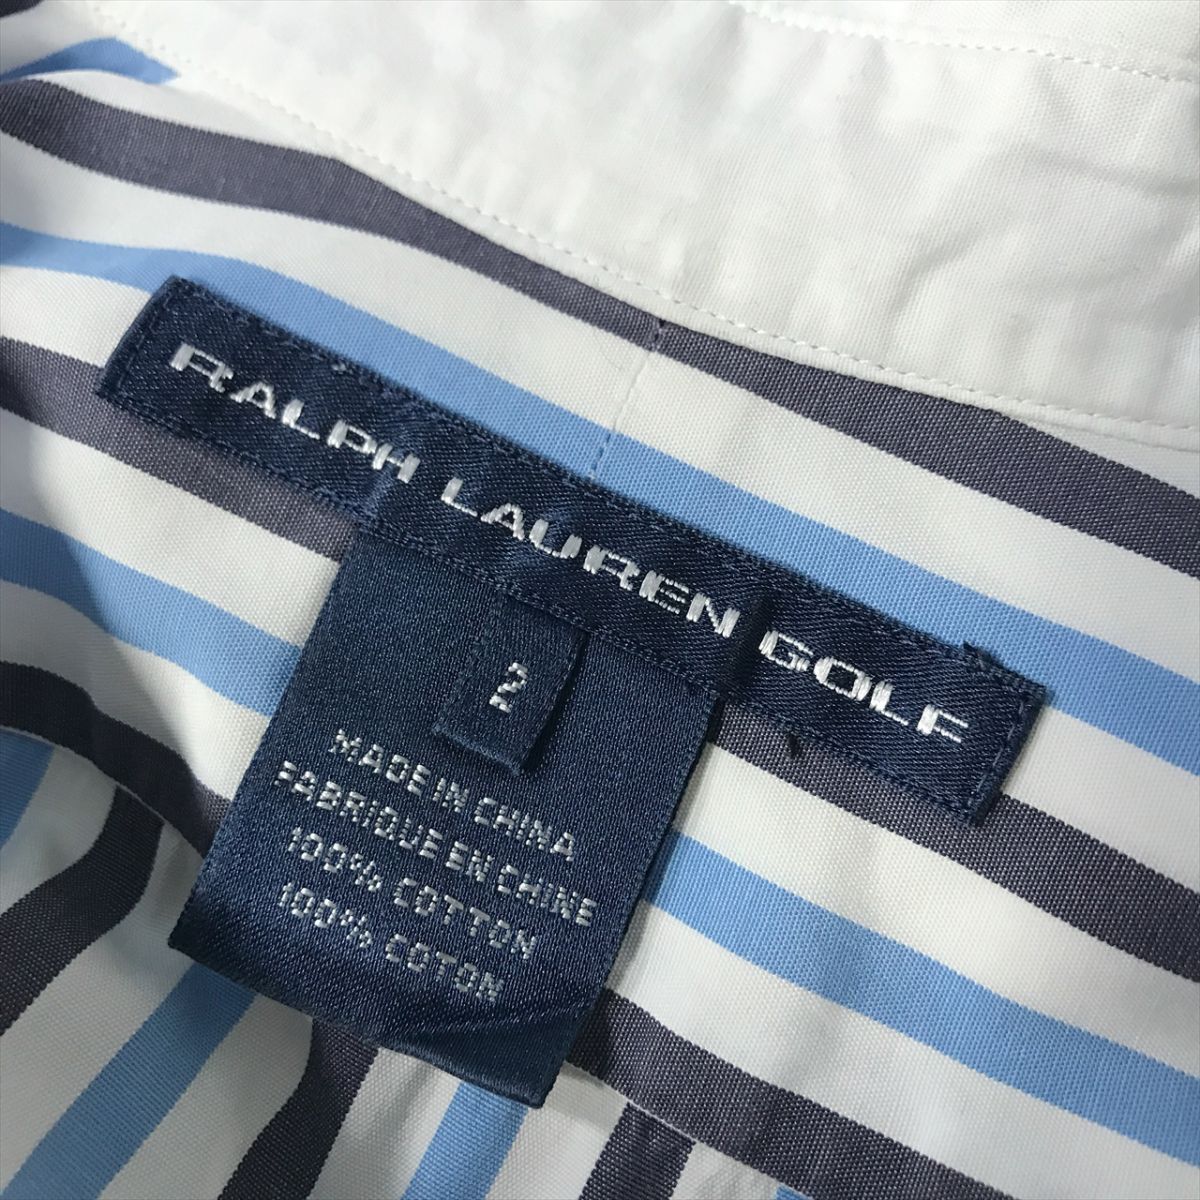 RALPH LAUREN GOLF
2
MADE IN CHINA
FABRIQUE EN CHINE
100% COTTON
100% COTON